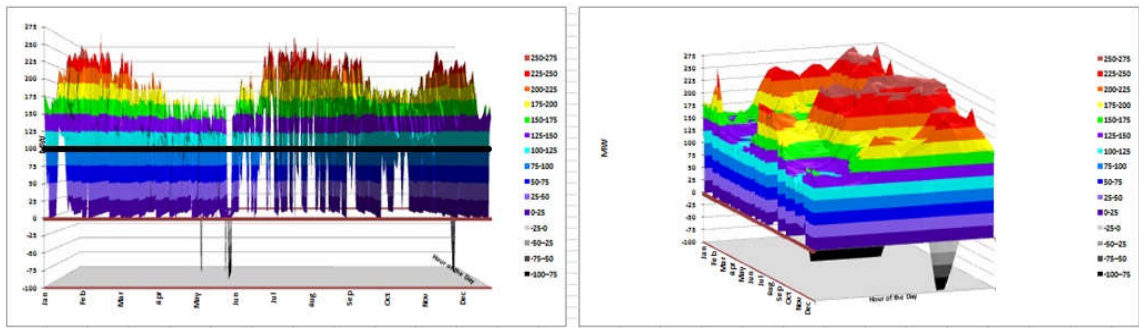 275
250
225
200
175
150
125
100
75
50
25
0
-25
-50
-75
-100
MW
Jan
Feb
Mar
Apr
May
Jun
Jul
Aug
Sep
Oct
Nov
Dec
Hour of the Day
250-275
225-250
200-225
175-200
150-175
125-150
100-125
75-100
50-75
25-50
0-25
-25-0
-50--25
-75--50
-100--75
275
250
225
200
175
150
125
100
75
50
25
0
-25
-50
-75
-100
MW
Jan
Feb
Mar
Apr
May
Jun
Jul
Aug
Sep
Oct
Nov
Dec
Hour of the Day
250-275
225-250
200-225
175-200
150-175
125-150
100-125
75-100
50-75
25-50
0-25
-25-0
-50--25
-75--50
-100--75